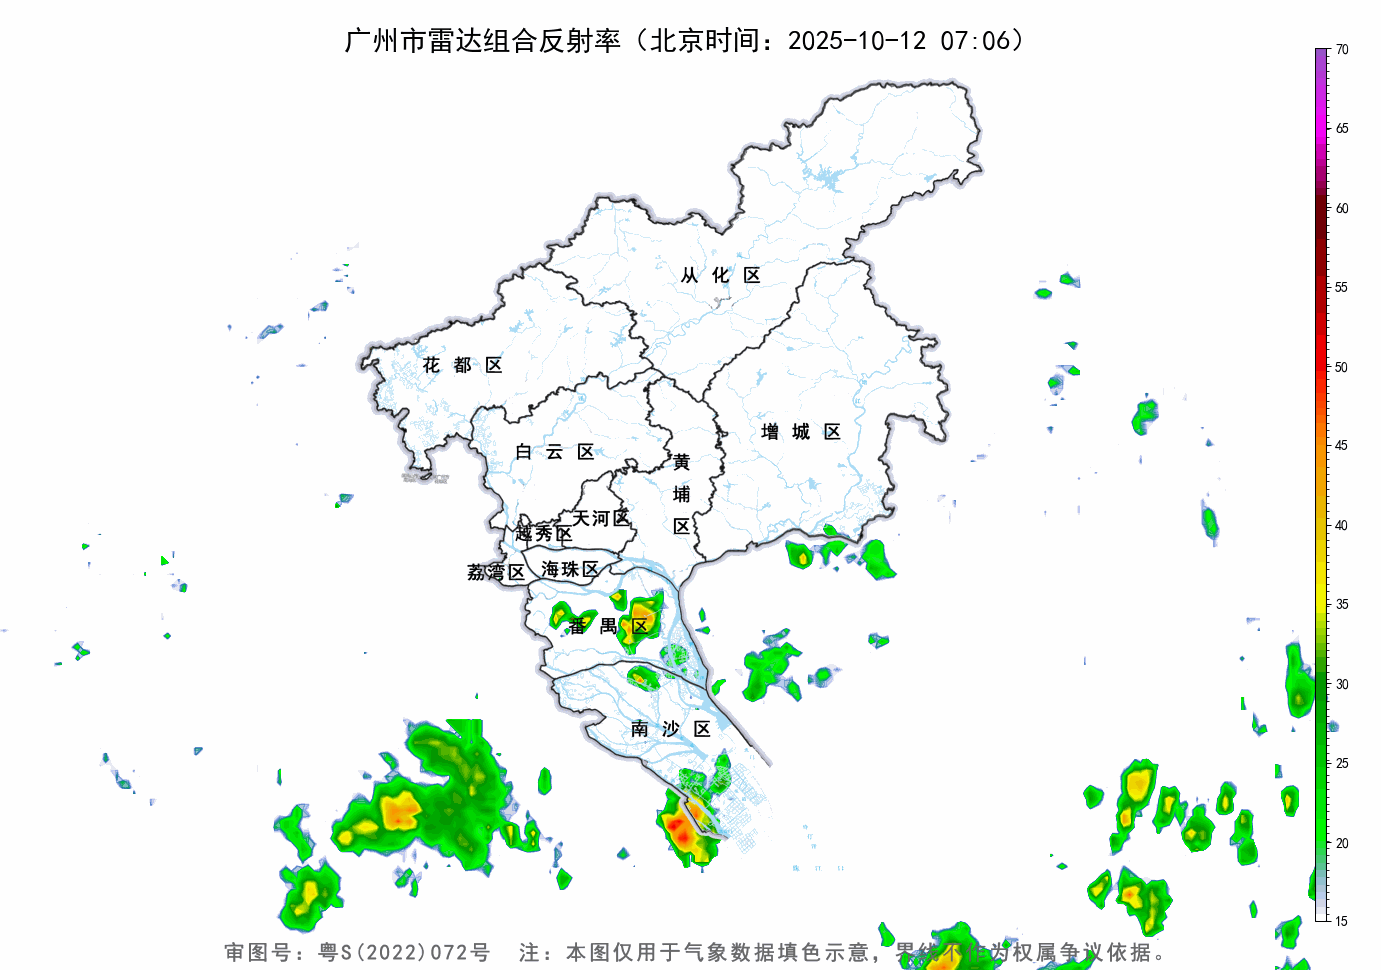 广州市雷达组合反射率（北京时间：2025-10-12 07:06）
70
65
60
55
50
45
40
35
30
25
20
15
从化区
花都区
增城区
白云区
黄埔区
天河区
越秀区
荔湾区
海珠区
番禺区
南沙区
审图号：粤S(2022)072号 注：本图仅用于气象数据填色示意，界线不作为权属争议依据。